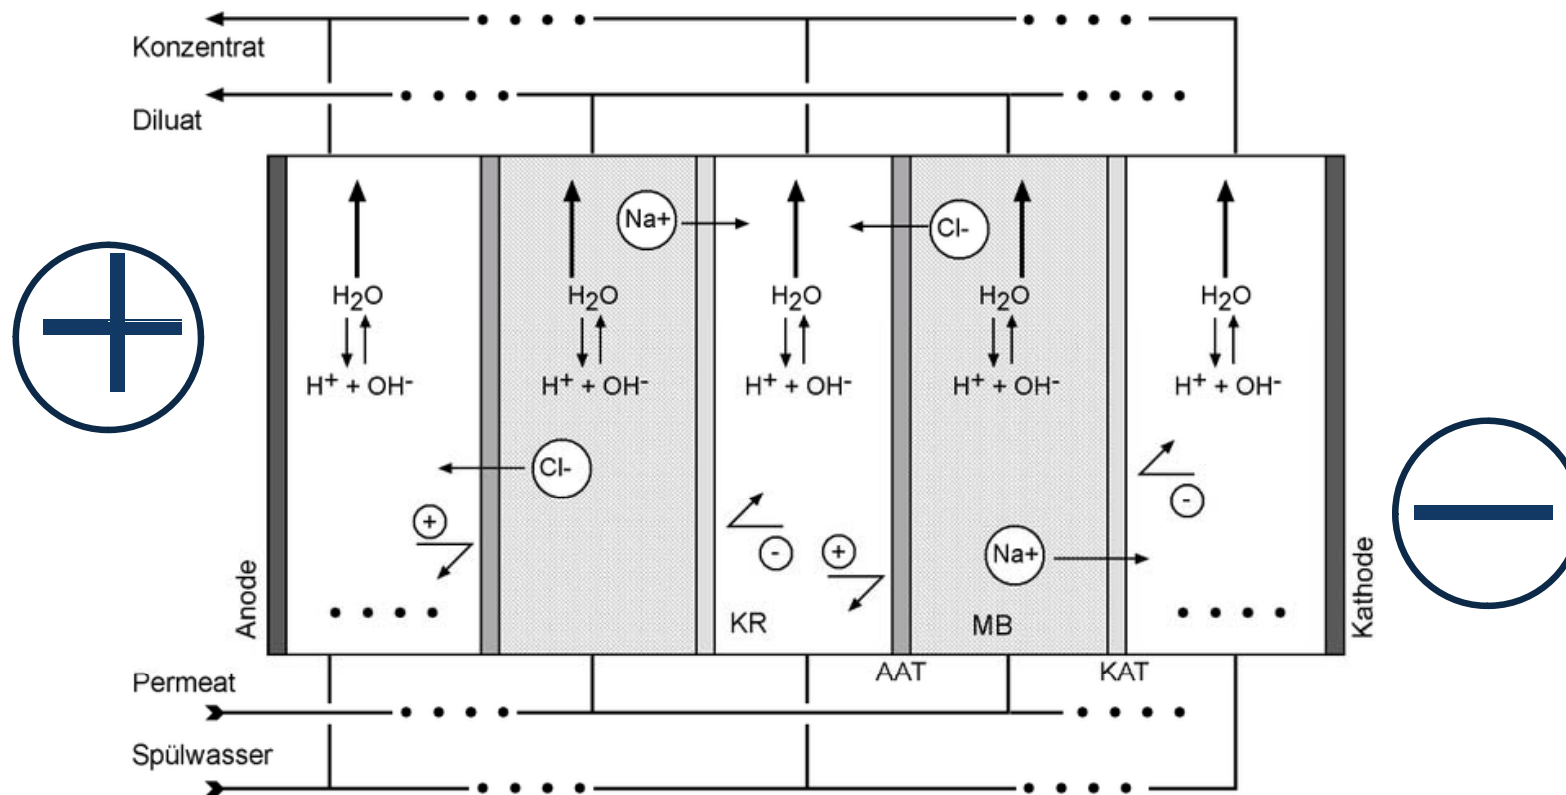 Konzentrat
Diluat
Na+
Cl-
H₂O H₂O H₂O H₂O H₂O
H⁺ + OH⁻ H⁺ + OH⁻ H⁺ + OH⁻ H⁺ + OH⁻ H⁺ + OH⁻
Cl-
+
-
-
+
Na+
Anode
Kathode
KR
MB
AAT
KAT
Permeat
Spülwasser